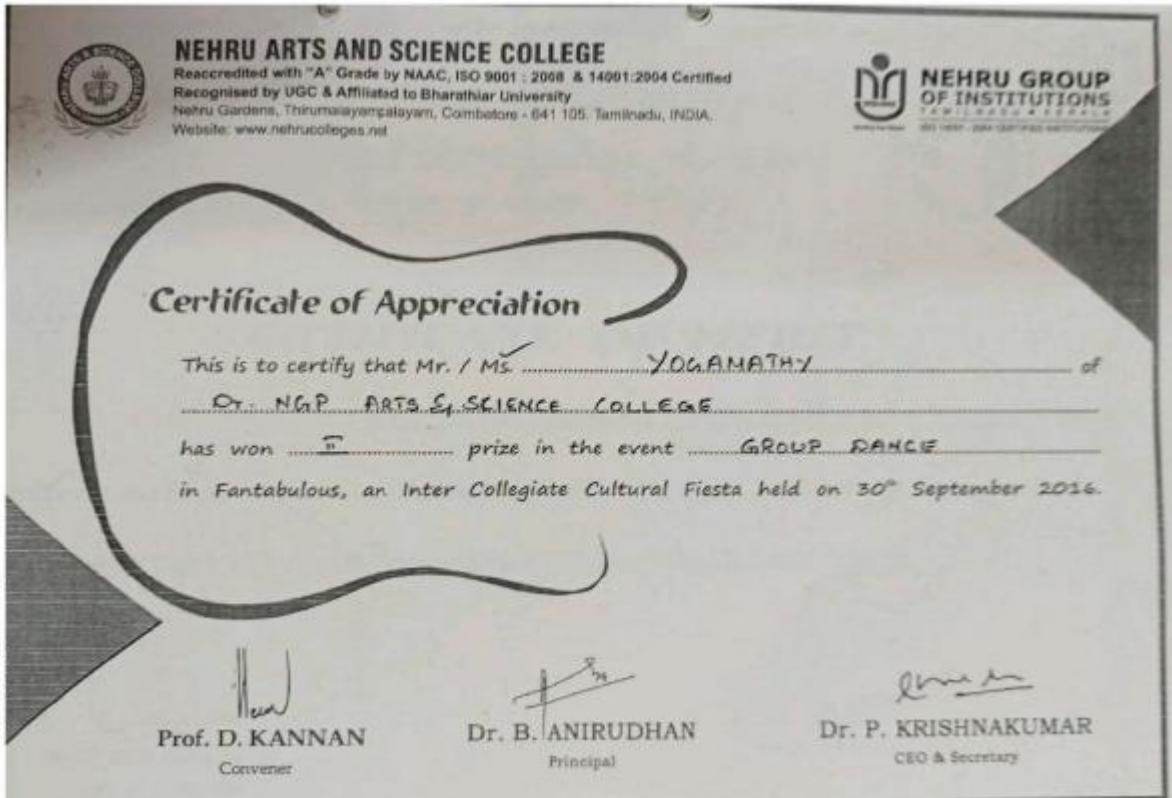 NEHRU ARTS AND SCIENCE COLLEGE
Reaccredited with "A" Grade by NAAC, ISO 9001 : 2008 & 14001:2004 Certified
Recognised by UGC & Affiliated to Bharathiar University
Nehru Gardens, Thirumalayampalayam, Coimbatore - 641 105. Tamilnadu, INDIA.
Website: www.nehrucolleges.net
NEHRU GROUP
OF INSTITUTIONS
TAMILNADU • KERALA
Certificate of Appreciation
This is to certify that Mr. / Ms. YOGAMATHY of
Dr. NGP ARTS & SCIENCE COLLEGE
has won II prize in the event GROUP DANCE
in Fantabulous, an Inter Collegiate Cultural Fiesta held on 30th September 2016.
Prof. D. KANNAN
Convener
Dr. B. ANIRUDHAN
Principal
Dr. P. KRISHNAKUMAR
CEO & Secretary